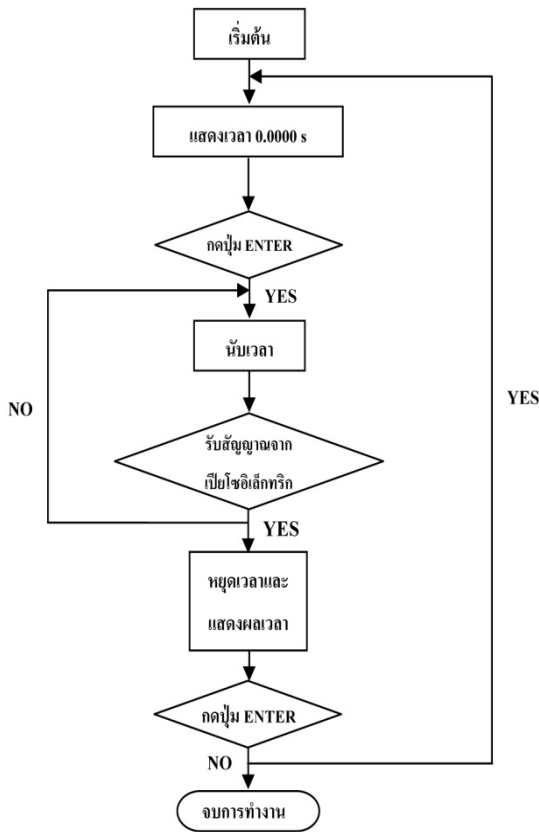 เริ่มต้น
แสดงเวลา 0.0000 s
กดปุ่ม ENTER
YES
นับเวลา
NO
YES
รับสัญญาณจาก
เปียโซอิเล็กทริก
YES
หยุดเวลาและ
แสดงผลเวลา
กดปุ่ม ENTER
NO
จบการทำงาน